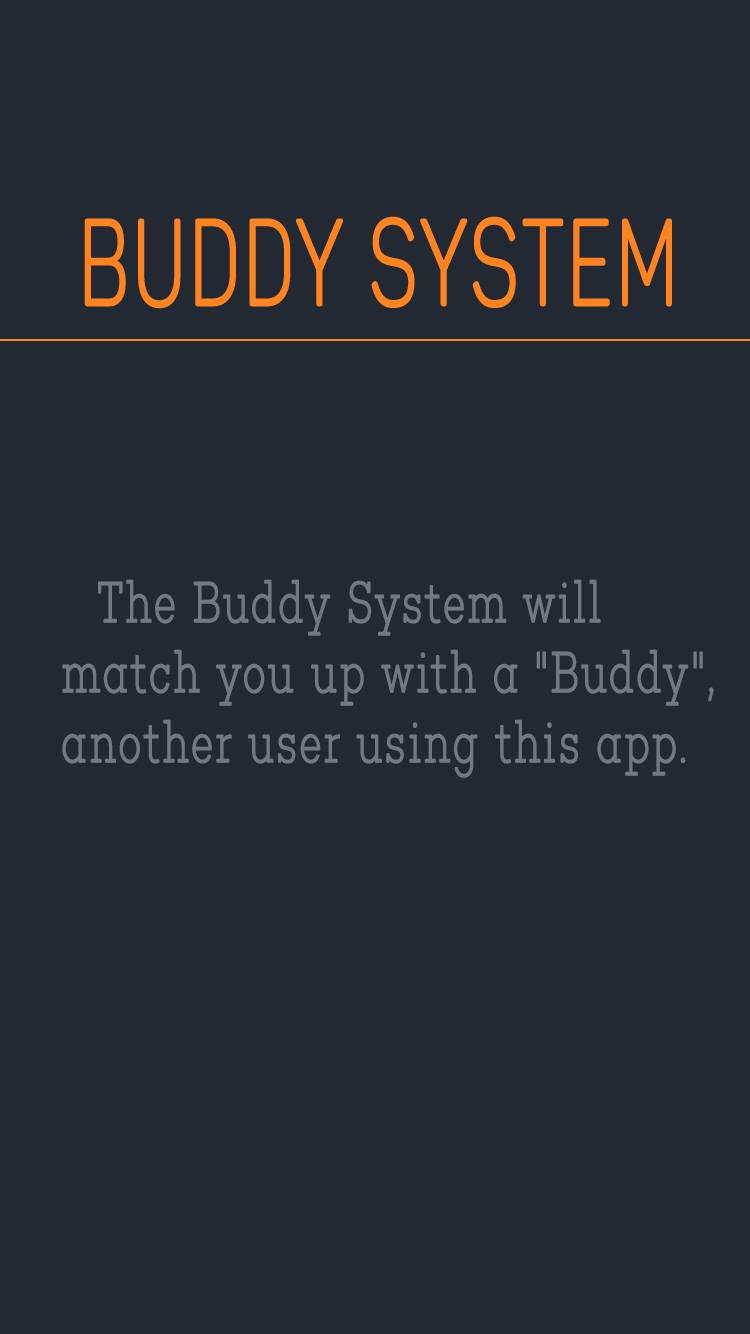 BUDDY SYSTEM
The Buddy System will
match you up with a "Buddy",
another user using this app.